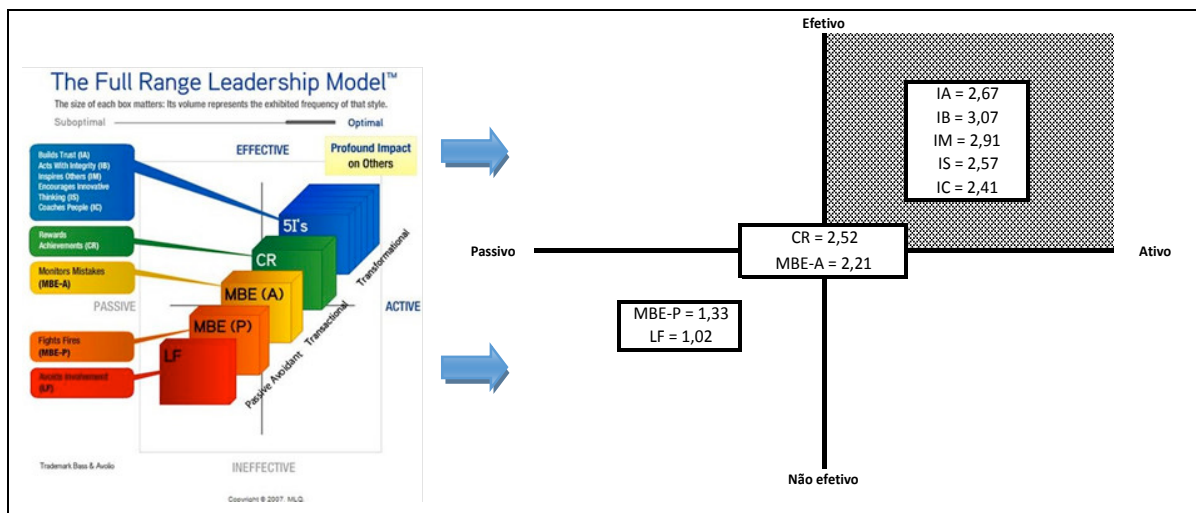 The Full Range Leadership Model™
The size of each box matters: Its volume represents the exhibited frequency of that style.
Suboptimal
Optimal
EFFECTIVE
Profound Impact
on Others
Builds Trust (IA)
Acts With Integrity (IB)
Inspires Others (IM)
Encourages Innovative
Thinking (IS)
Coaches People (IC)
5I's
Rewards
Achievements (CR)
CR
Transformational
Monitors Mistakes
(MBE-A)
MBE (A)
PASSIVE
ACTIVE
Transactional
MBE (P)
Fights Fires
(MBE-P)
LF
Passive Avoidant
Avoids Involvement
(LF)
INEFFECTIVE
Trademark Bass & Avolio
Copyright © 2007. MLQ.
Efetivo
IA = 2,67
IB = 3,07
IM = 2,91
IS = 2,57
IC = 2,41
Passivo
CR = 2,52
MBE-A = 2,21
Ativo
MBE-P = 1,33
LF = 1,02
Não efetivo